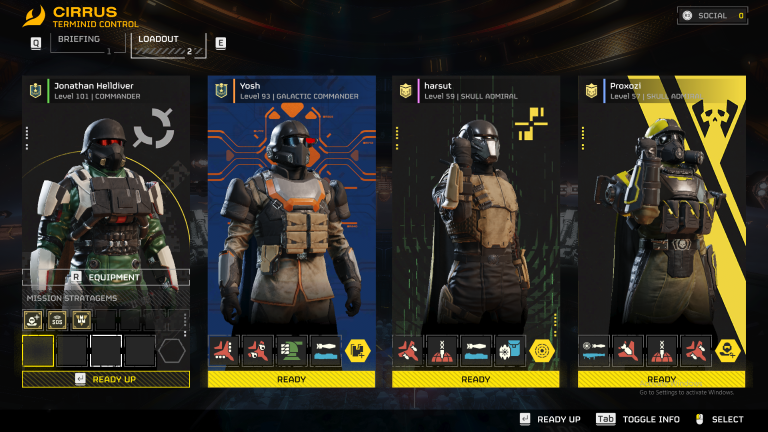 CIRRUS
TERMINID CONTROL
SOCIAL 0
Q BRIEFING 1 LOADOUT 2 E
Jonathan Helldiver
Level 101 | COMMANDER
Yosh
Level 93 | GALACTIC COMMANDER
harsut
Level 59 | SKULL ADMIRAL
Proxozi
Level 57 | SKULL ADMIRAL
R EQUIPMENT
MISSION STRATAGEMS
SOS
READY UP
READY
READY
READY
Go to Settings to activate Windows.
READY UP Tab TOGGLE INFO SELECT